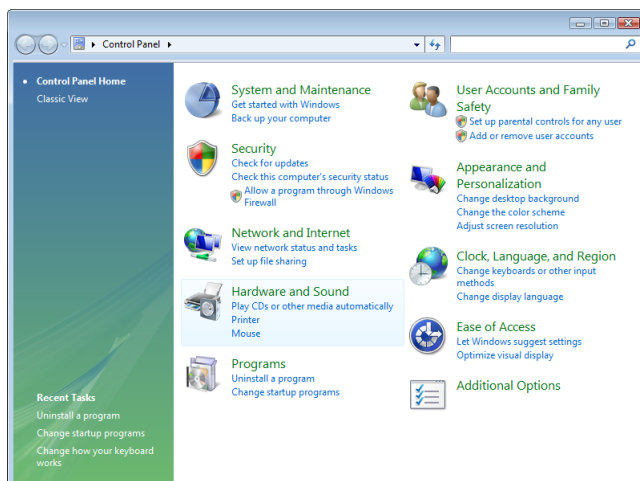 Control Panel
Control Panel Home
Classic View
Recent Tasks
Uninstall a program
Change startup programs
Change how your keyboard
works
System and Maintenance
Get started with Windows
Back up your computer
Security
Check for updates
Check this computer's security status
Allow a program through Windows
Firewall
Network and Internet
View network status and tasks
Set up file sharing
Hardware and Sound
Play CDs or other media automatically
Printer
Mouse
Programs
Uninstall a program
Change startup programs
User Accounts and Family
Safety
Set up parental controls for any user
Add or remove user accounts
Appearance and
Personalization
Change desktop background
Change the color scheme
Adjust screen resolution
Clock, Language, and Region
Change keyboards or other input
methods
Change display language
Ease of Access
Let Windows suggest settings
Optimize visual display
Additional Options